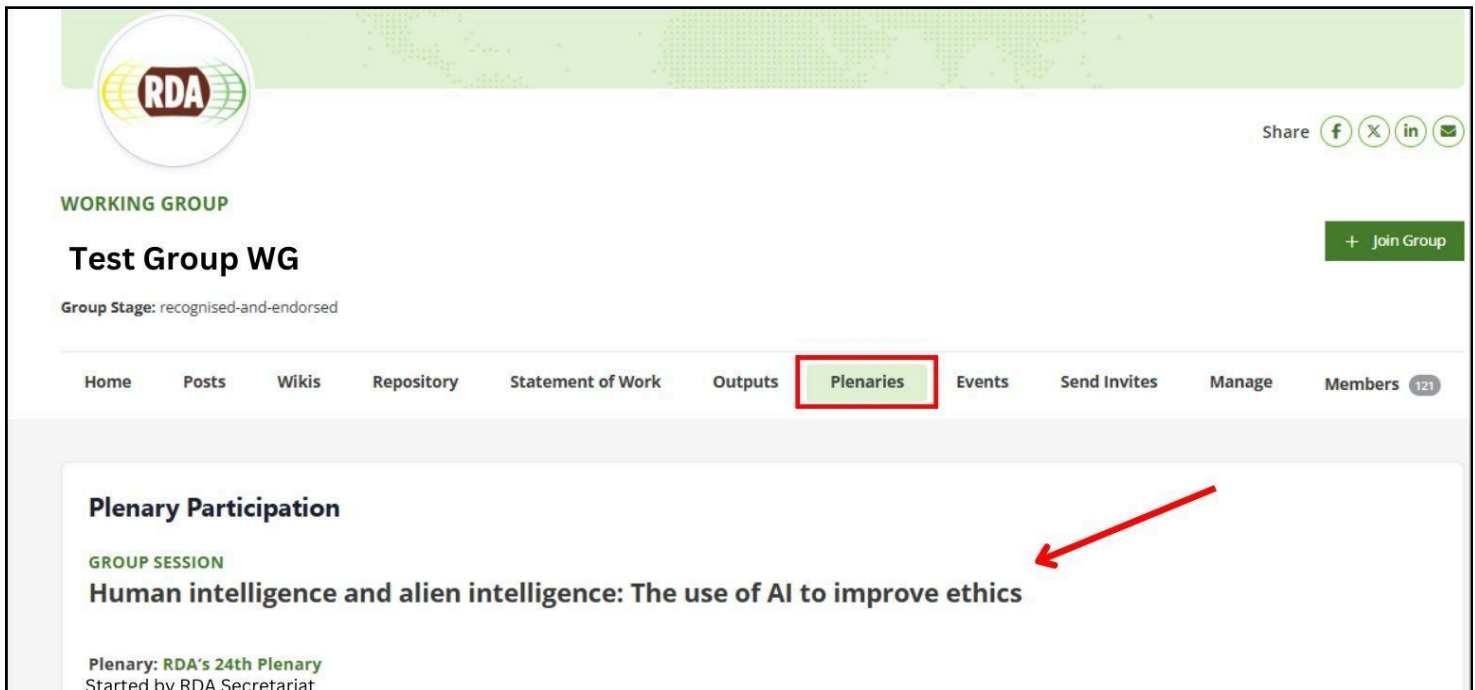 RDA
Share
WORKING GROUP
Test Group WG
+ Join Group
Group Stage: recognised-and-endorsed
Home Posts Wikis Repository Statement of Work Outputs Plenaries Events Send Invites Manage Members 121
Plenary Participation
GROUP SESSION
Human intelligence and alien intelligence: The use of AI to improve ethics
Plenary: RDA's 24th Plenary
Started by RDA Secretariat